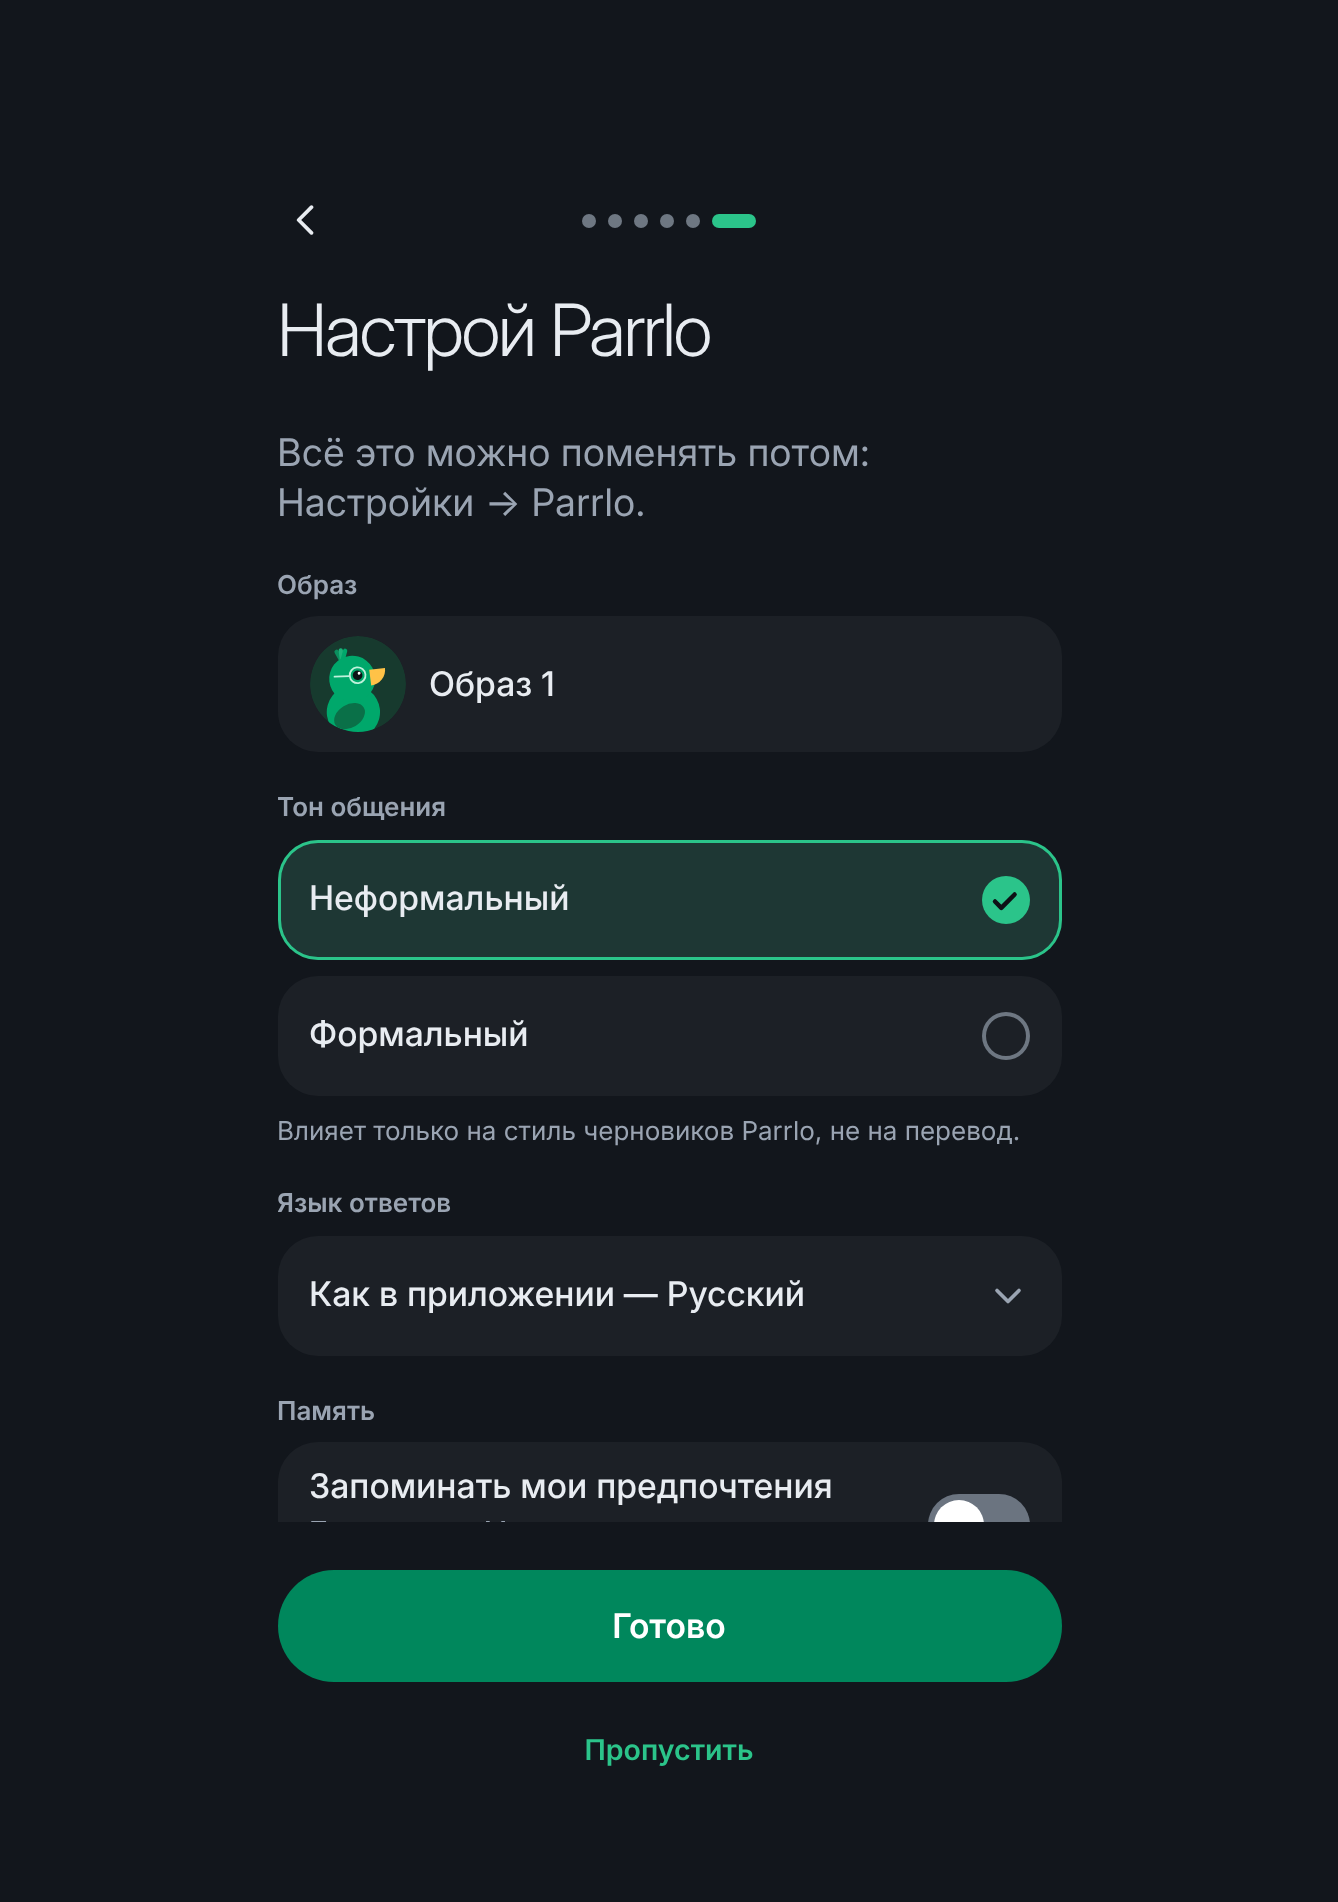 Настрой Parrlo
Всё это можно поменять потом:
Настройки → Parrlo.
Образ
Образ 1
Тон общения
Неформальный
Формальный
Влияет только на стиль черновиков Parrlo, не на перевод.
Язык ответов
Как в приложении — Русский
Память
Запоминать мои предпочтения
Готово
Пропустить